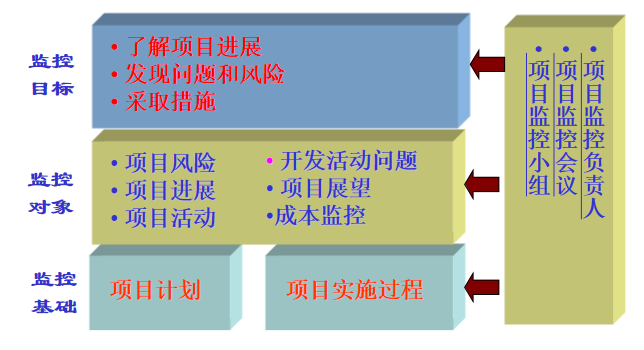 监控
目标
• 了解项目进展
• 发现问题和风险
• 采取措施
监控
对象
• 项目风险
• 项目进展
• 项目活动
• 开发活动问题
• 项目展望
•成本监控
监控
基础
项目计划
项目实施过程
• 项目监控负责人
• 项目监控会议
• 项目监控小组